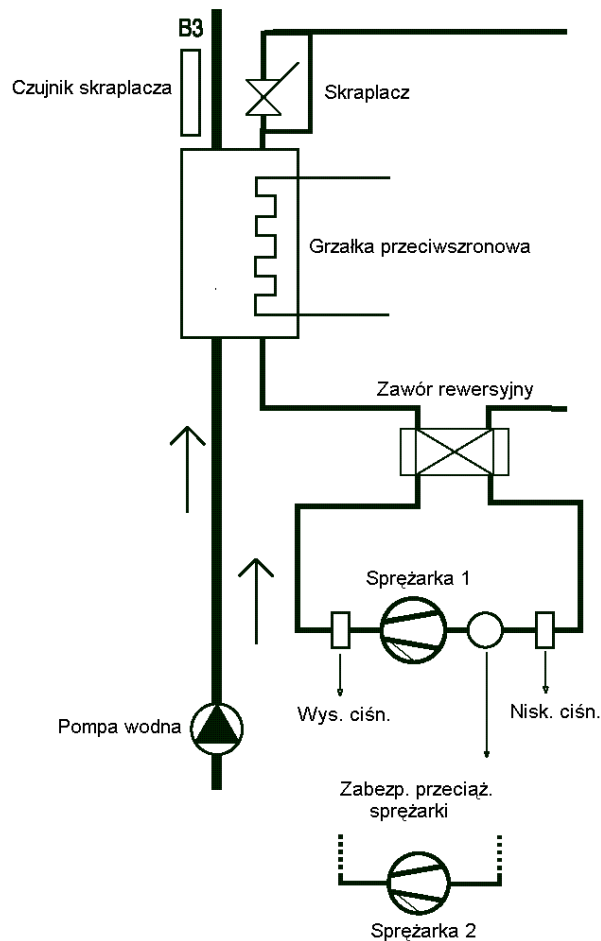 B3
Czujnik skraplacza
Skraplacz
Grzałka przeciwszronowa
Zawór rewersyjny
Sprężarka 1
Wys. ciśn.
Nisk. ciśn.
Pompa wodna
Zabezp. przeciąż.
sprężarki
Sprężarka 2